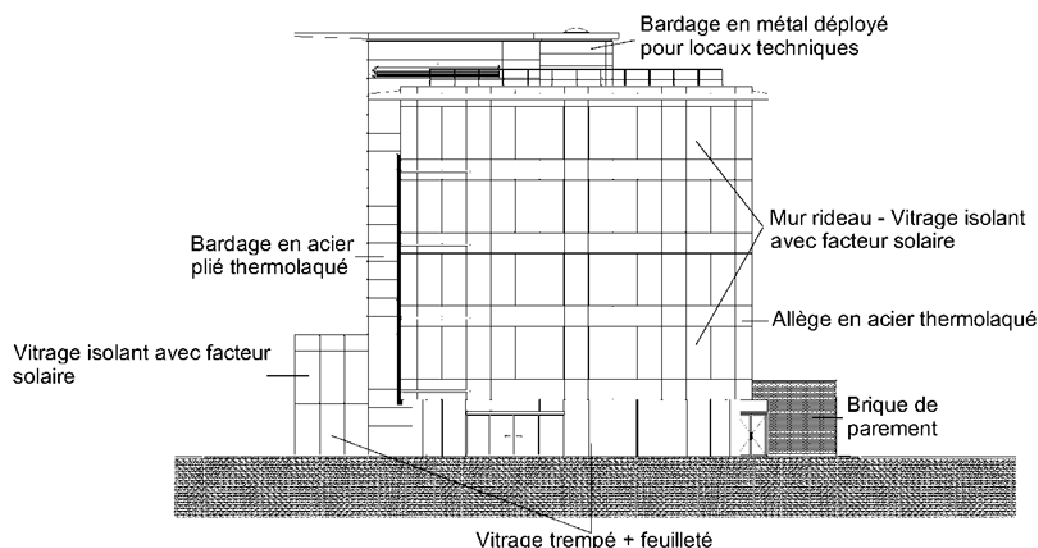 Bardage en métal déployé
pour locaux techniques
Mur rideau - Vitrage isolant
avec facteur solaire
Bardage en acier
plié thermolaqué
Allège en acier thermolaqué
Vitrage isolant avec facteur
solaire
Brique de
parement
Vitrage trempé + feuilleté